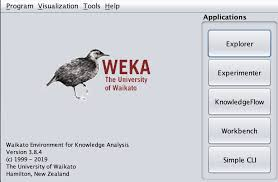 Program Visualization Tools Help
Applications
Explorer
WEKA
The University
of Waikato
Experimenter
KnowledgeFlow
Workbench
Simple CLI
Waikato Environment for Knowledge Analysis
Version 3.8.4
(c) 1999 - 2019
The University of Waikato
Hamilton, New Zealand